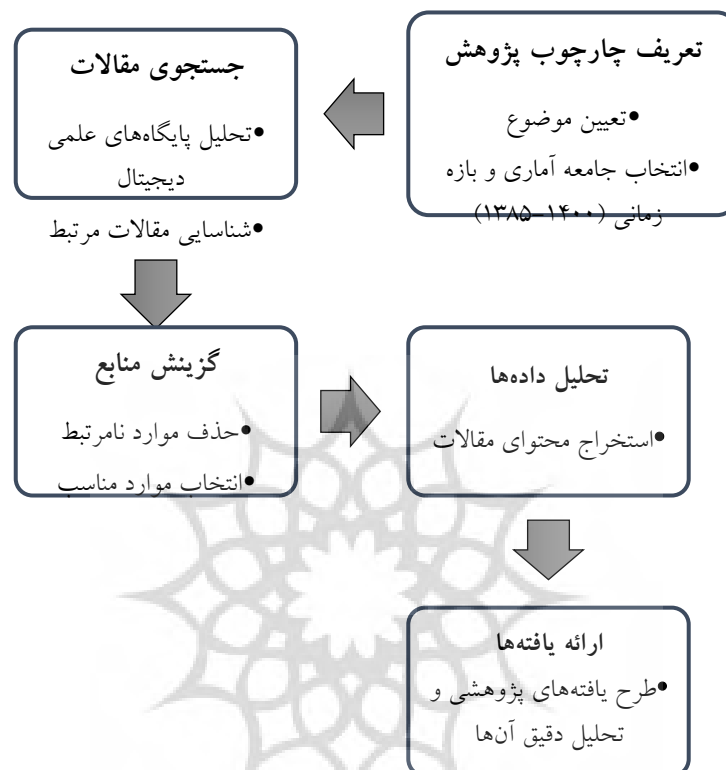 تعریف چارچوب پژوهش
•تعیین موضوع
•انتخاب جامعه آماری و بازه
زمانی (۱۴۰۰–۱۳۸۵)
جستجوی مقالات
•تحلیل پایگاه‌های علمی
دیجیتال
•شناسایی مقالات مرتبط
گزینش منابع
•حذف موارد نامرتبط
•انتخاب موارد مناسب
تحلیل داده‌ها
•استخراج محتوای مقالات
ارائه یافته‌ها
•طرح یافته‌های پژوهشی و
تحلیل دقیق آن‌ها